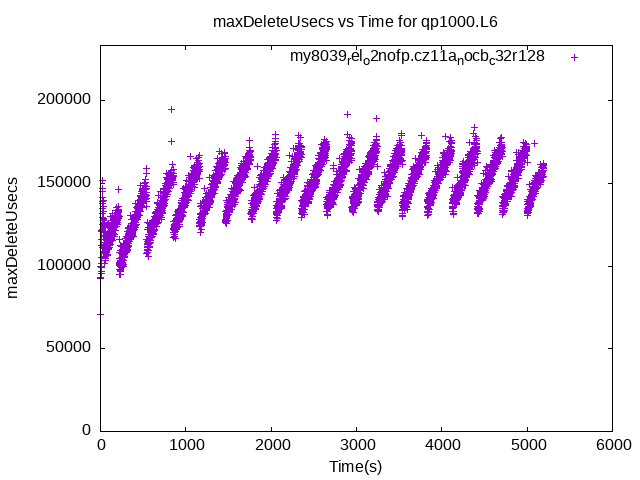 maxDeleteUsecs vs Time for qp1000.L6
my8039relo2nofp.cz11anocbc32r128
maxDeleteUsecs
200000
150000
100000
50000
0
0 1000 2000 3000 4000 5000 6000
Time(s)